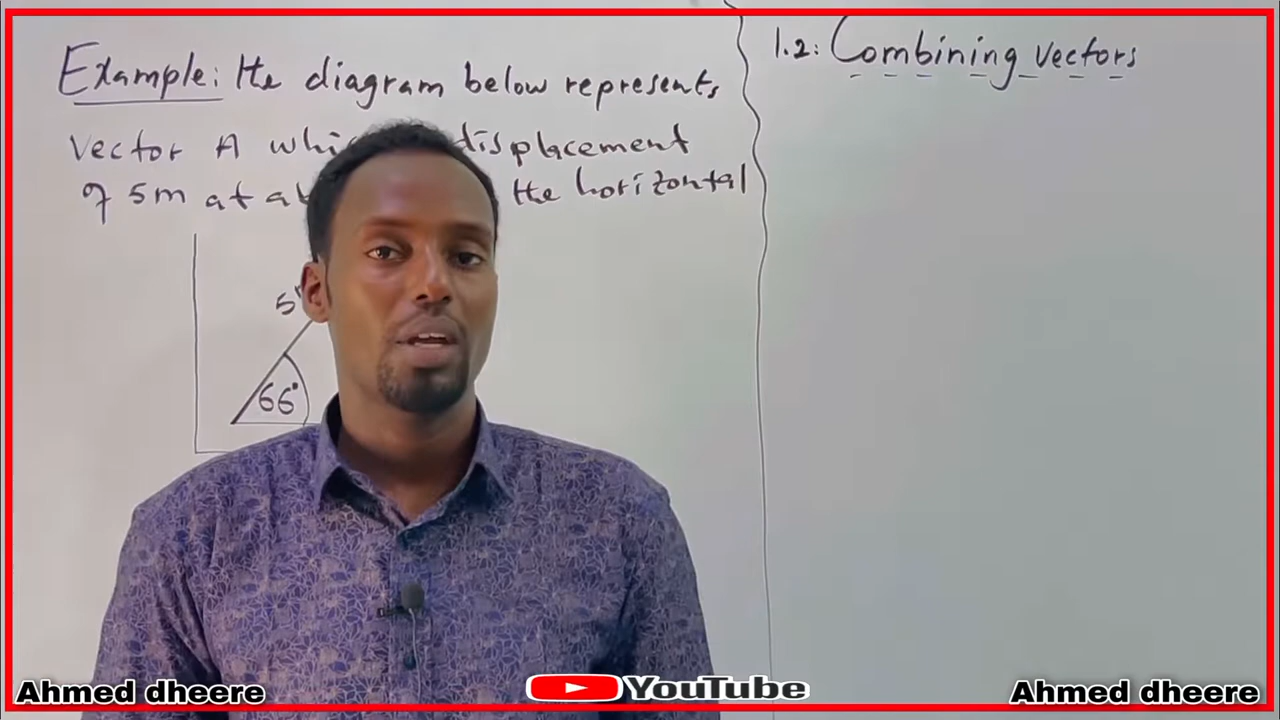 Example: the diagram below represents
vector A which displacement
of 5m at the horizontal
5m
66°
1.2: Combining vectors
Ahmed dheere
YouTube
Ahmed dheere